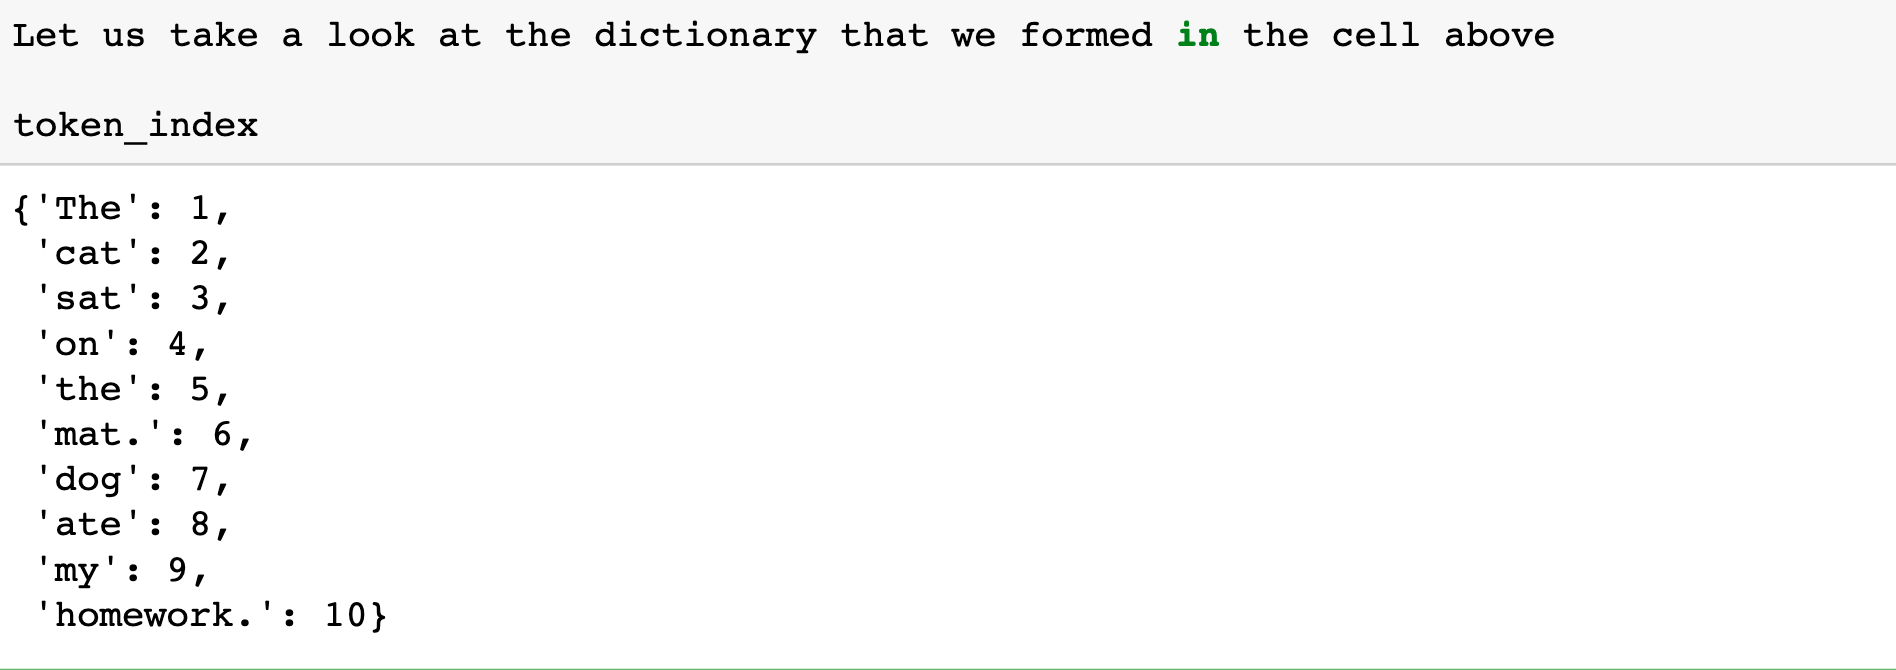 Let us take a look at the dictionary that we formed in the cell above
token_index
{'The': 1,
'cat': 2,
'sat': 3,
'on': 4,
'the': 5,
'mat.': 6,
'dog': 7,
'ate': 8,
'my': 9,
'homework.': 10}